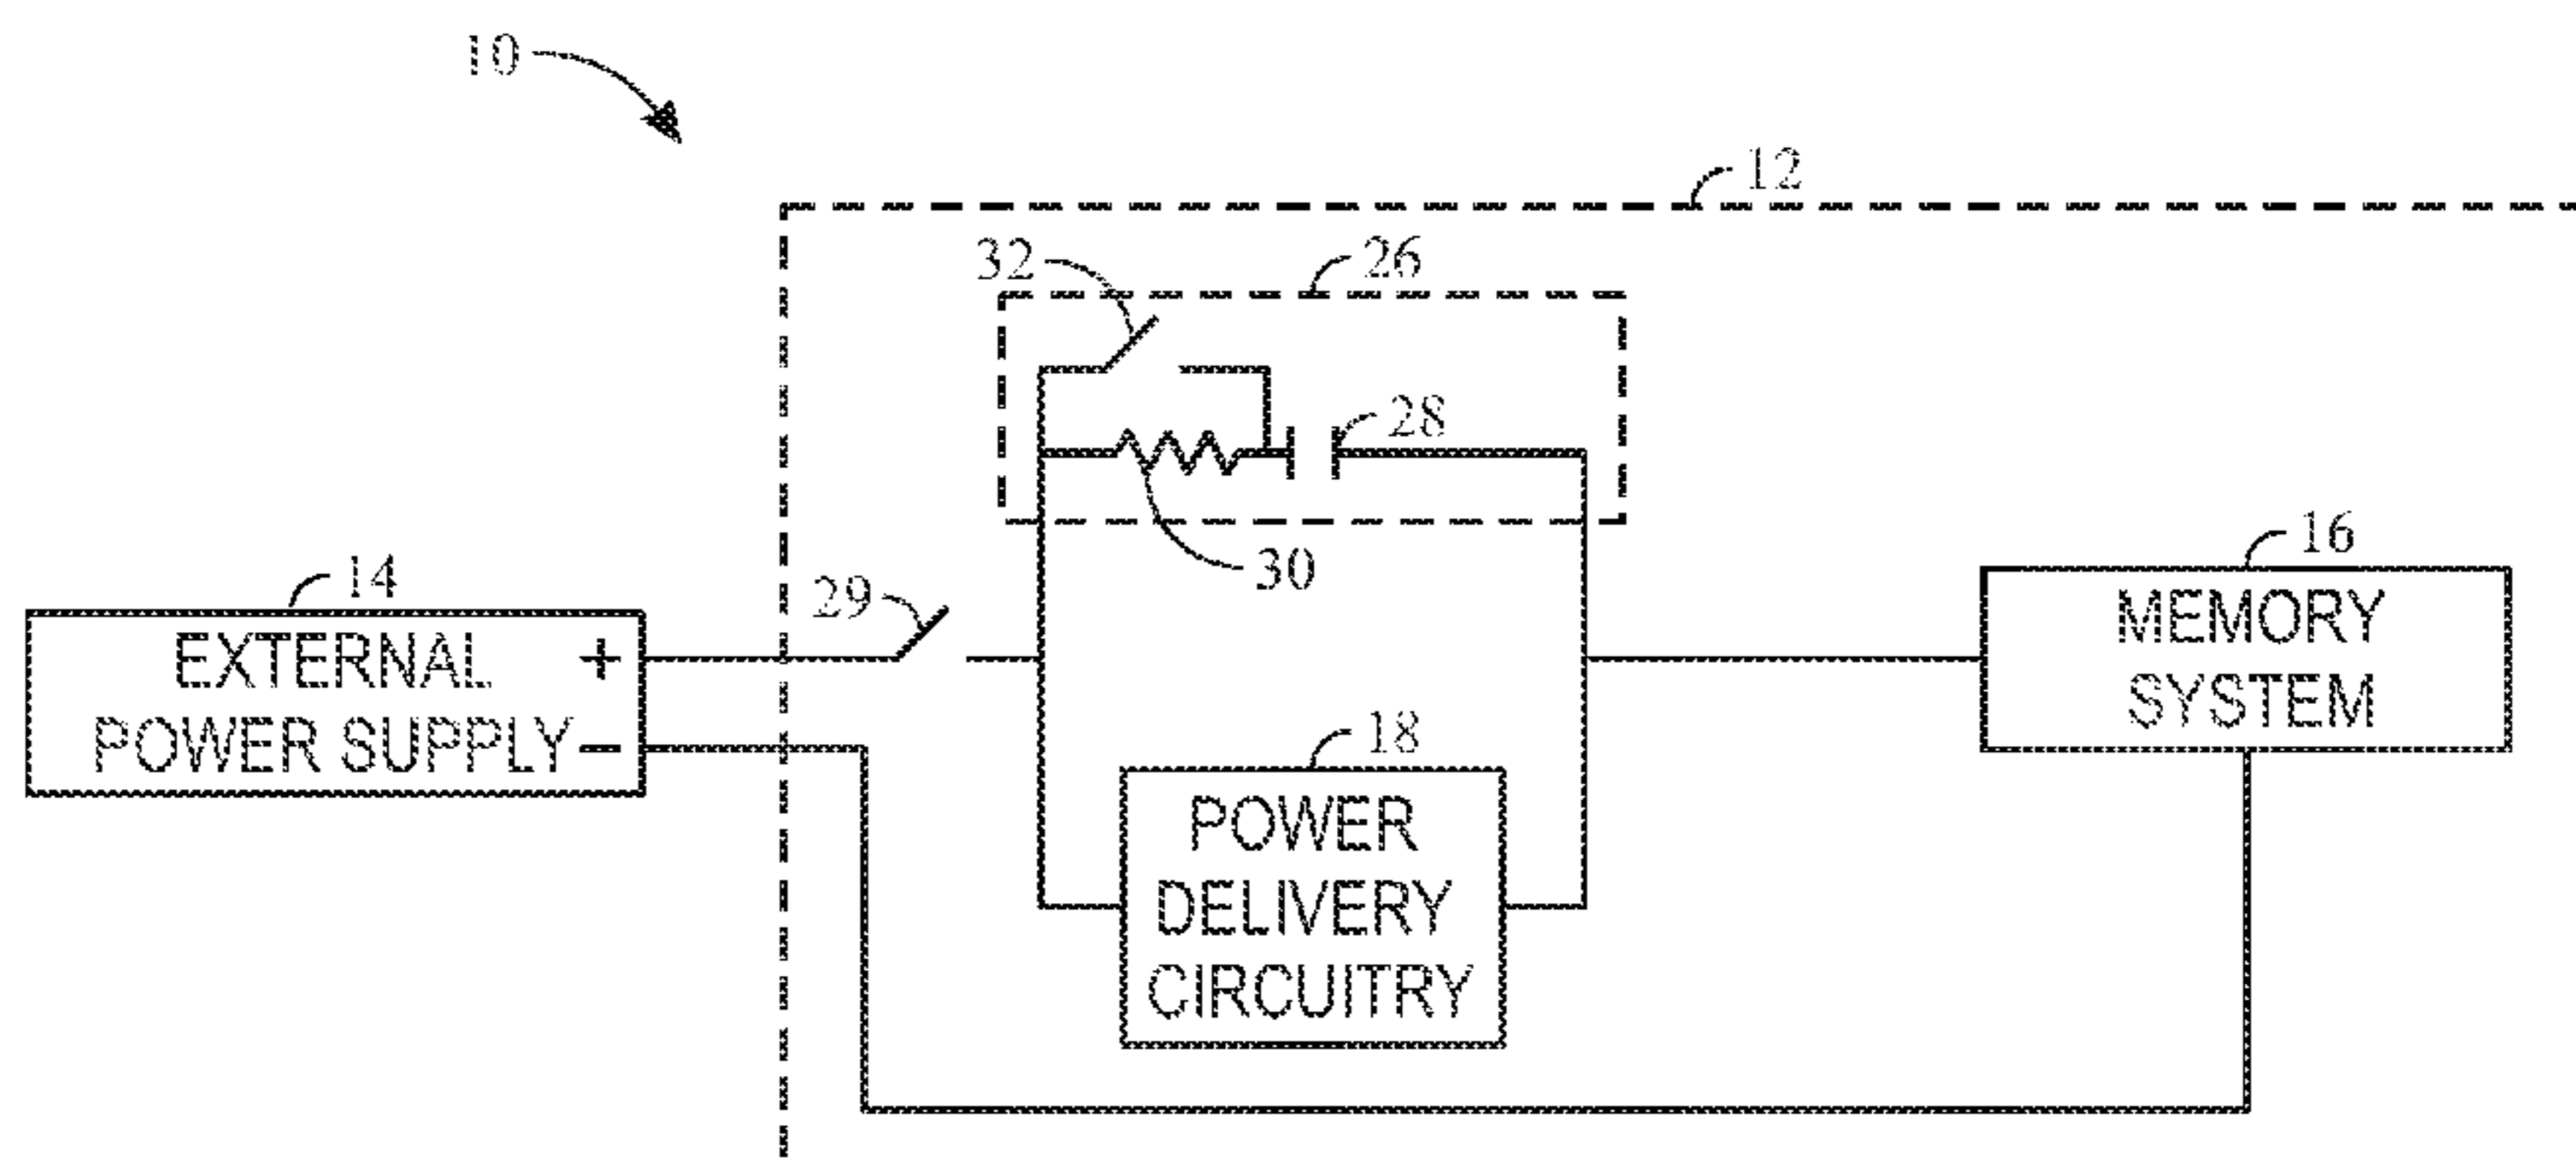 10
12
32
26
28
30
14
29
16
EXTERNAL +
POWER SUPPLY −
MEMORY
SYSTEM
18
POWER
DELIVERY
CIRCUITRY